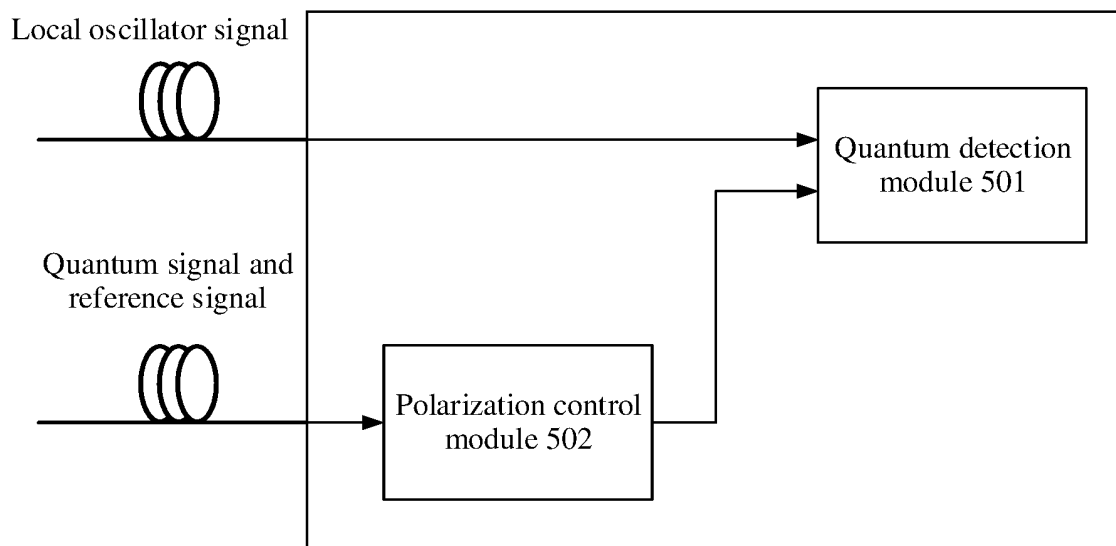 Local oscillator signal
Quantum detection
module 501
Quantum signal and
reference signal
Polarization control
module 502